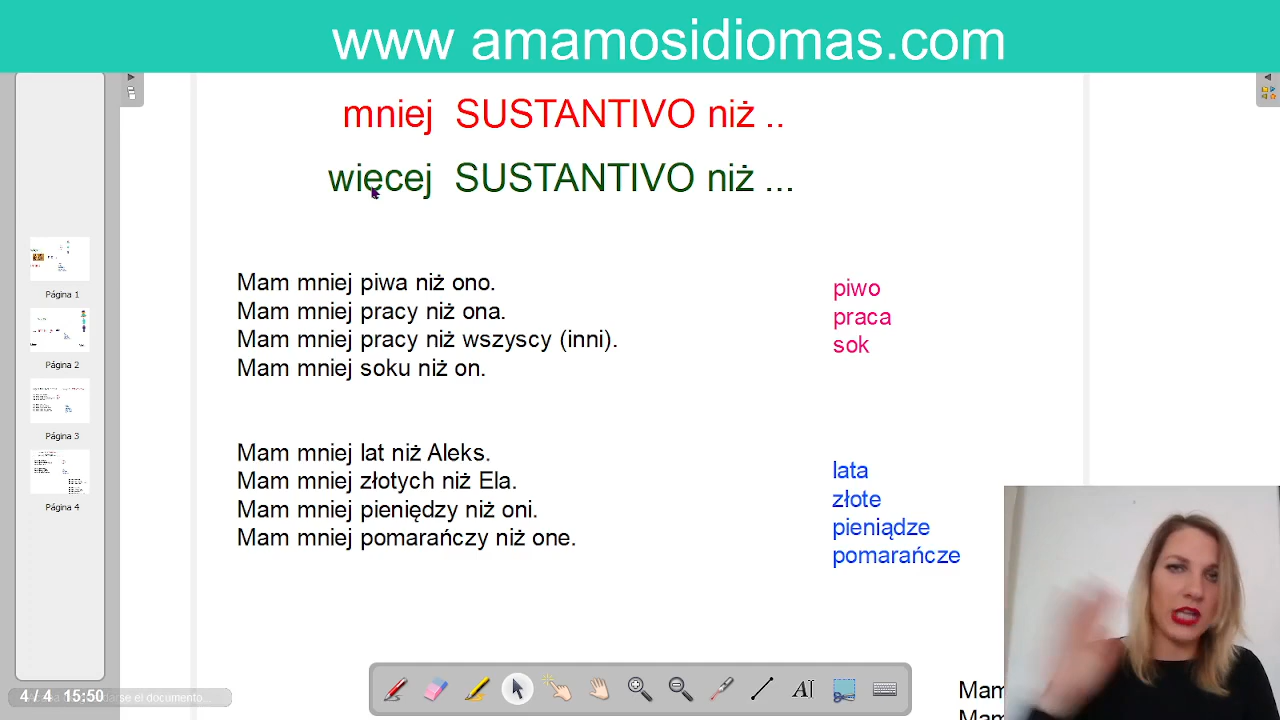 www amamosidiomas.com
mniej SUSTANTIVO niż ..
więcej SUSTANTIVO niż ...
Mam mniej piwa niż ono.
Mam mniej pracy niż ona.
Mam mniej pracy niż wszyscy (inni).
Mam mniej soku niż on.
piwo
praca
sok
Mam mniej lat niż Aleks.
Mam mniej złotych niż Ela.
Mam mniej pieniędzy niż oni.
Mam mniej pomarańczy niż one.
lata
złote
pieniądze
pomarańcze
Página 1
Página 2
Página 3
Página 4
4 / 4 15:50
Mam